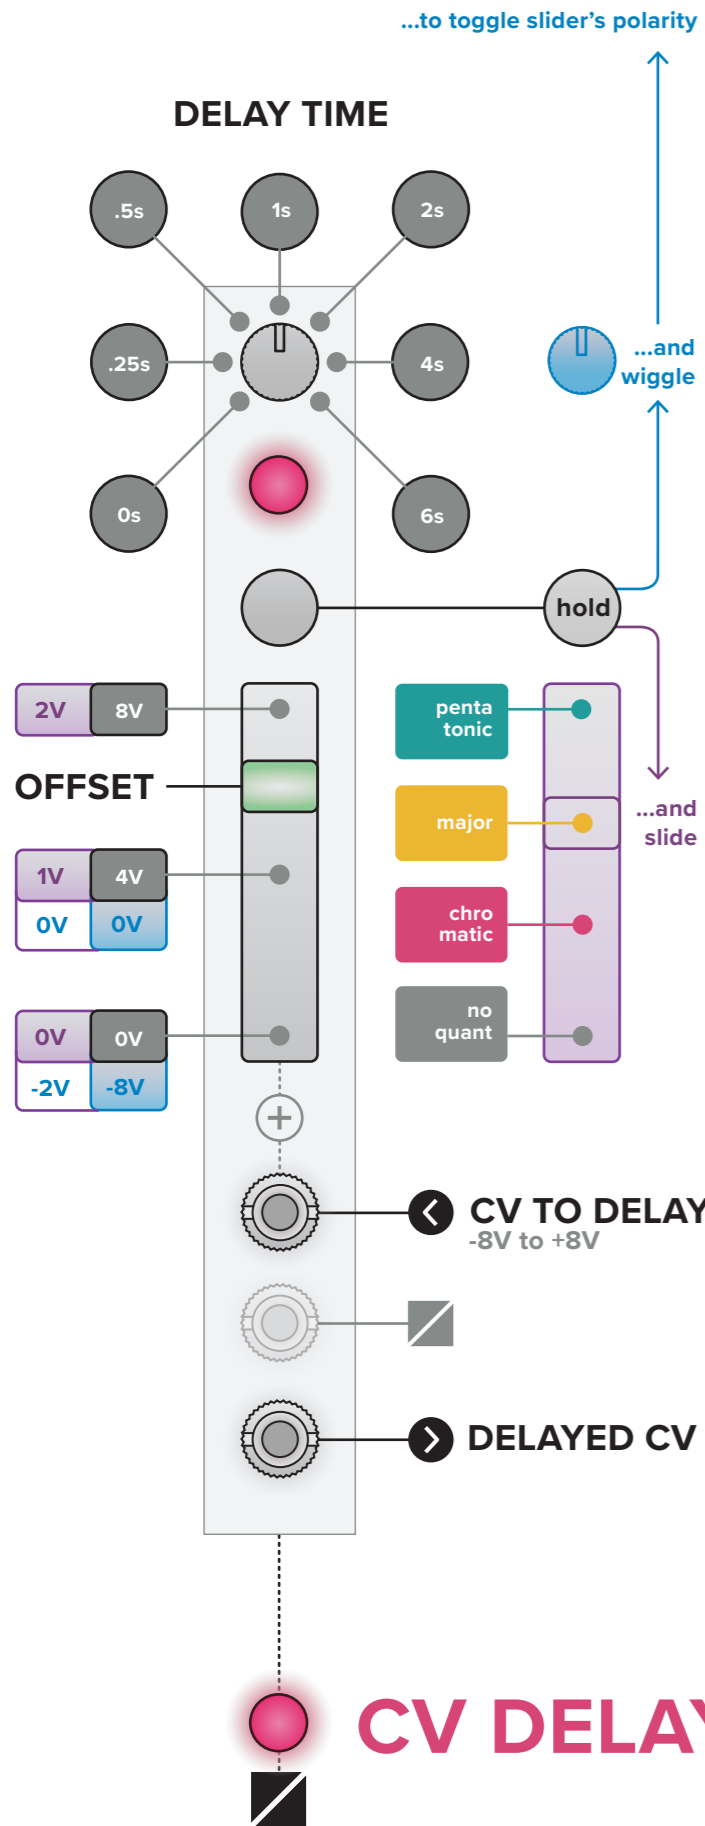 ...to toggle slider’s polarity
DELAY TIME
.5s
1s
2s
.25s
4s
...and
wiggle
0s
6s
hold
2V
8V
penta
tonic
OFFSET
major
...and
slide
1V
4V
0V
0V
chro
matic
0V
0V
no
quant
-2V
-8V
+
CV TO DELAY
-8V to +8V
DELAYED CV
CV DELAY